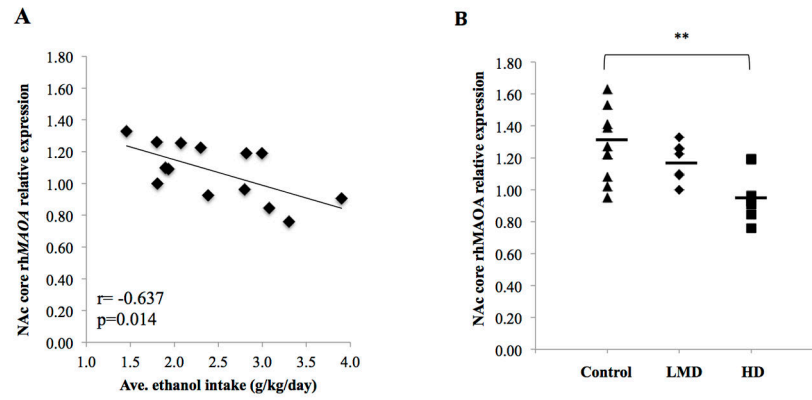 A
NAc core rhMAOA relative expression
1.80
1.60
1.40
1.20
1.00
0.80
0.60
0.40
0.20
0.00
r= -0.637
p=0.014
1.0 1.5 2.0 2.5 3.0 3.5 4.0
Ave. ethanol intake (g/kg/day)
B
**
NAc core rhMAOA relative expression
1.80
1.60
1.40
1.20
1.00
0.80
0.60
0.40
0.20
0.00
Control LMD HD